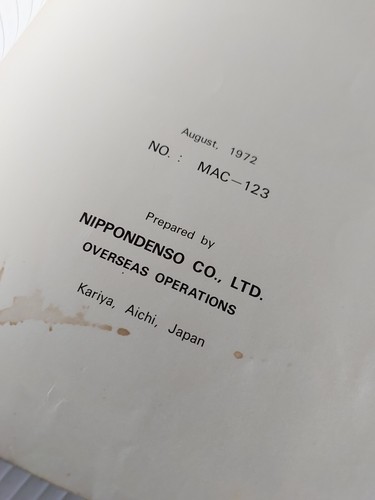 August, 1972
NO. : MAC-123
Prepared by
NIPPONDENSO CO., LTD.
OVERSEAS OPERATIONS
Kariya, Aichi, Japan